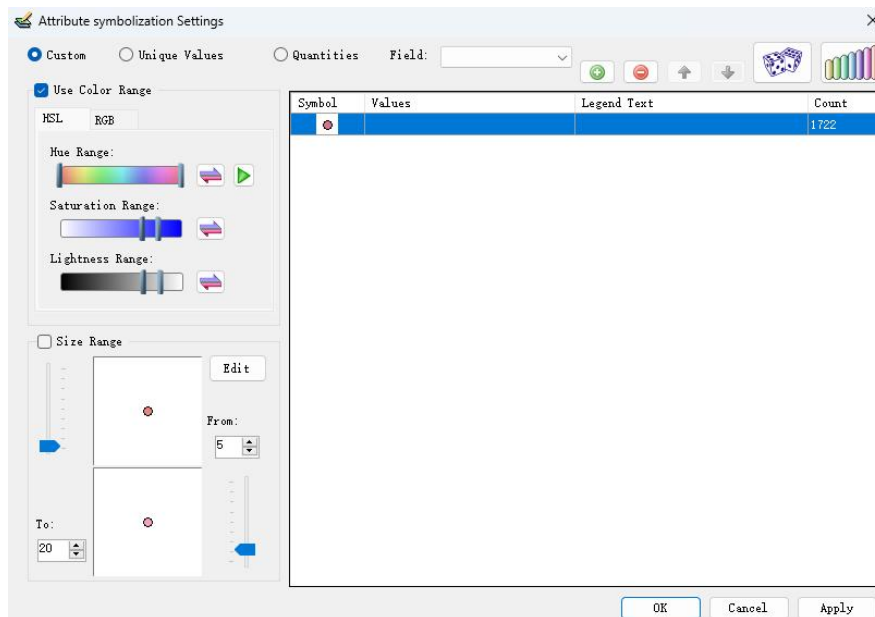 Attribute symbolization Settings
Custom Unique Values Quantities Field:
Use Color Range
Symbol Values Legend Text Count
1722
HSL RGB
Hue Range:
Saturation Range:
Lightness Range:
Size Range
Edit
From:
5
To:
20
OK Cancel Apply